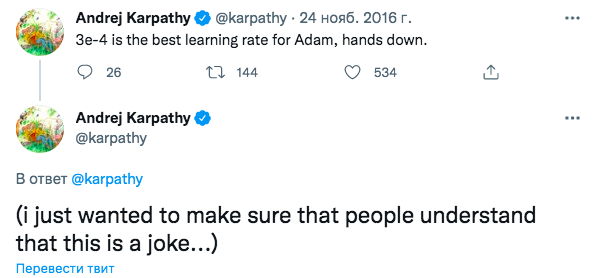 Andrej Karpathy @karpathy · 24 нояб. 2016 г.
3e-4 is the best learning rate for Adam, hands down.
26 144 534
Andrej Karpathy
@karpathy
В ответ @karpathy
(i just wanted to make sure that people understand
that this is a joke...)
Перевести твит